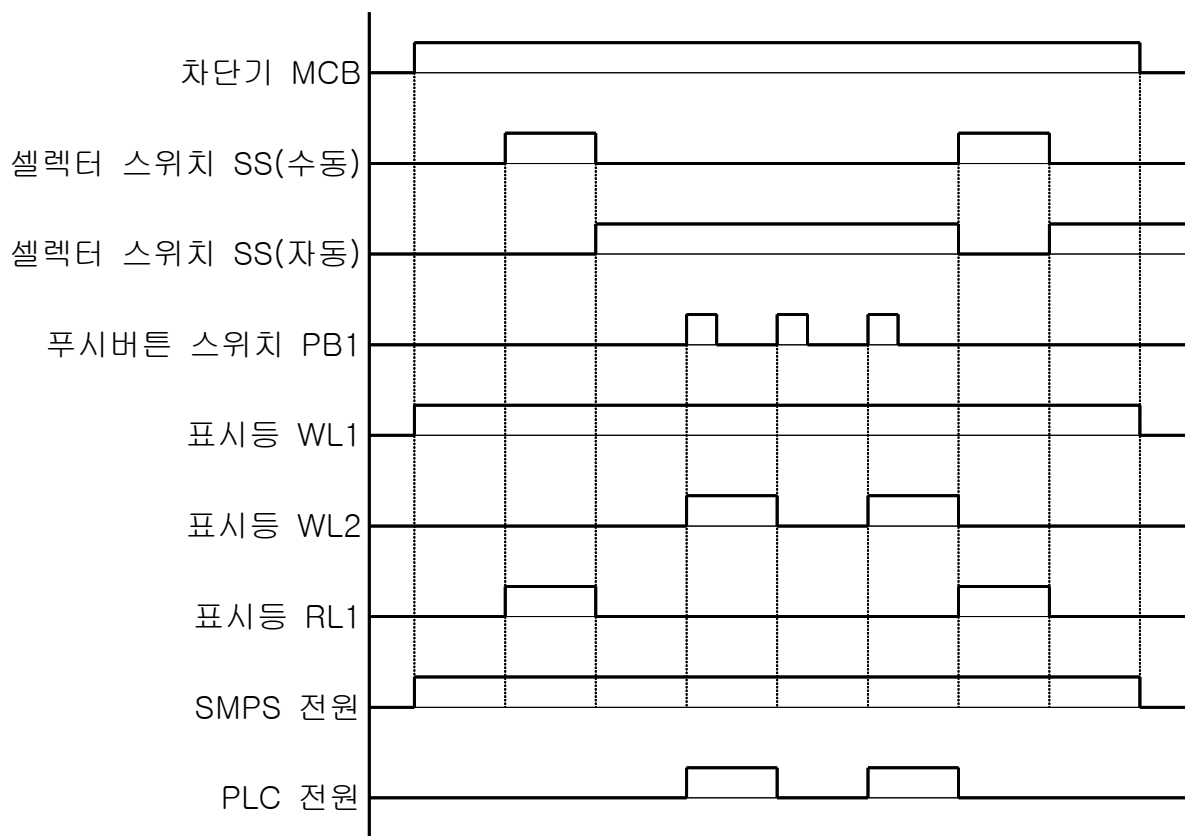 차단기 MCB
셀렉터 스위치 SS(수동)
셀렉터 스위치 SS(자동)
푸시버튼 스위치 PB1
표시등 WL1
표시등 WL2
표시등 RL1
SMPS 전원
PLC 전원